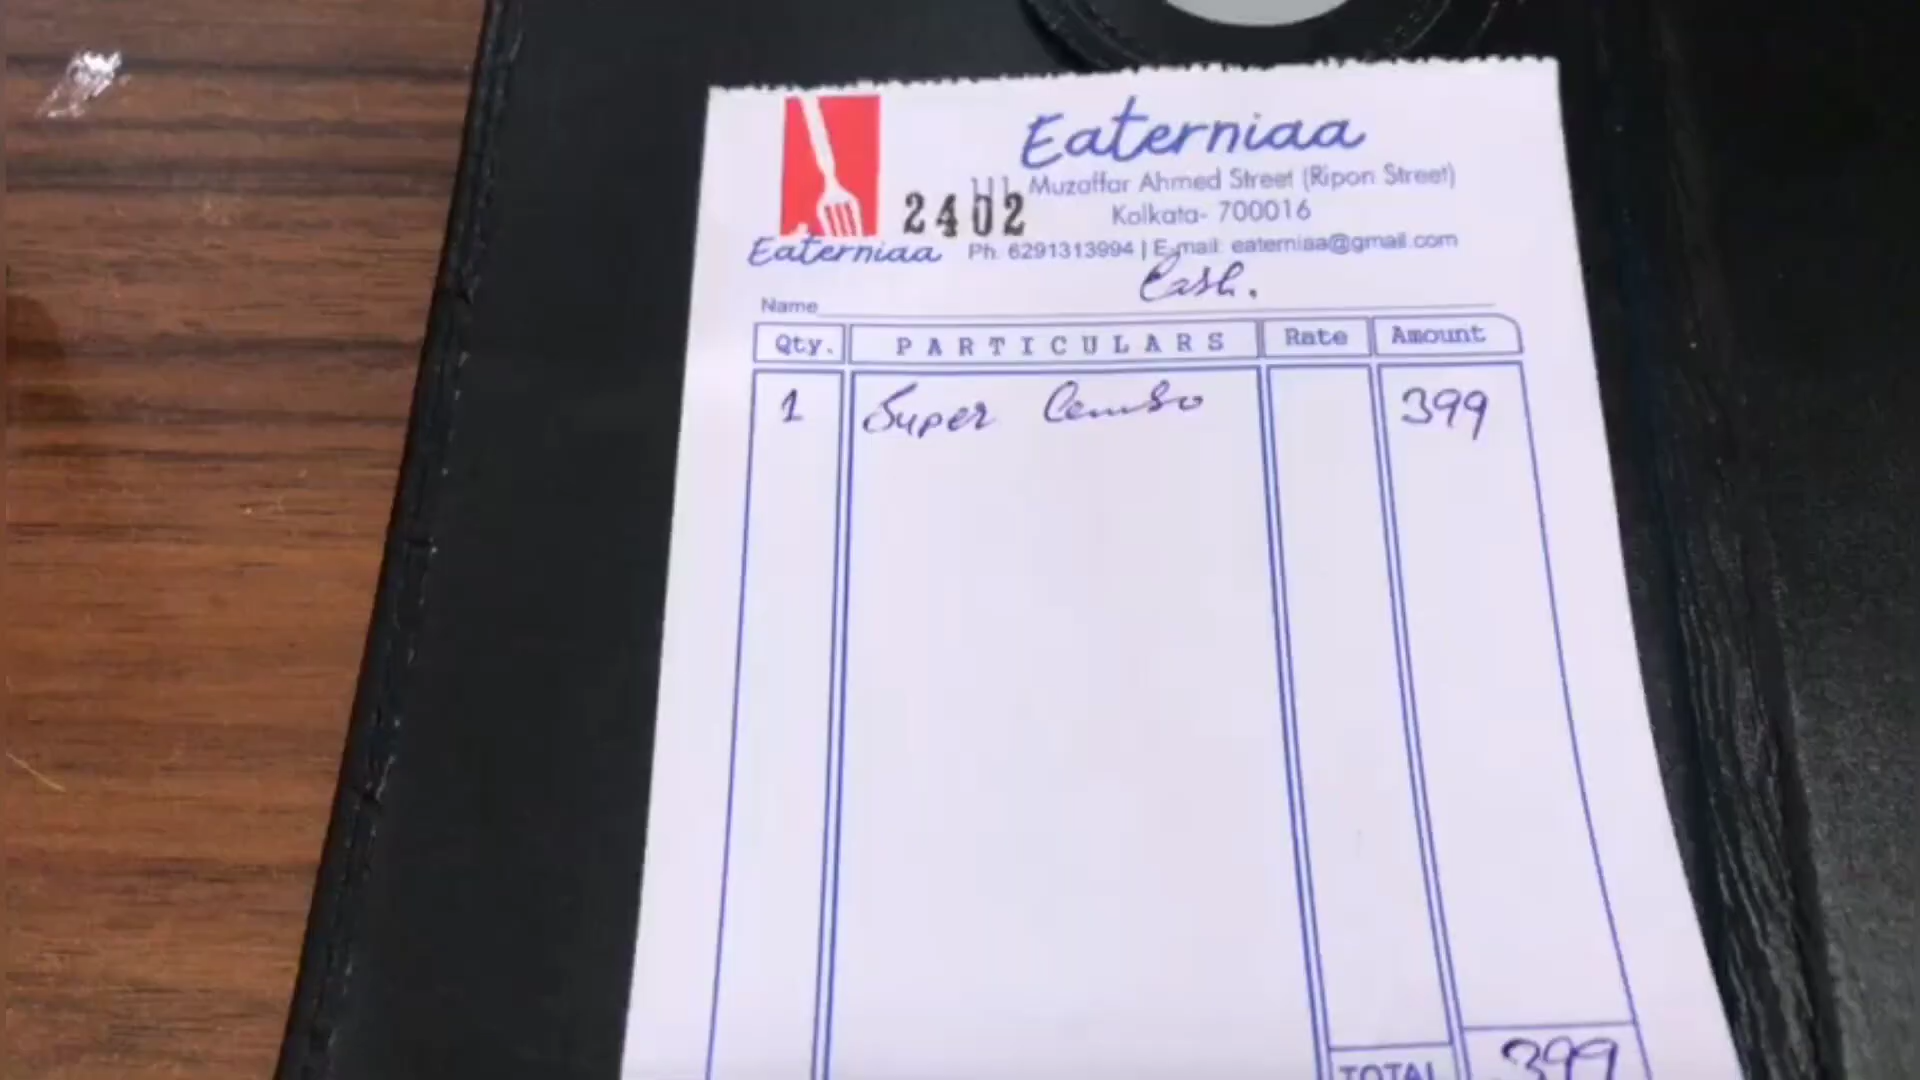 Eaterniaa
Muzaffar Ahmed Street (Ripon Street)
2402
Kolkata- 700016
Eaterniaa
Ph. 6291313994 | E-mail: eaterniaa@gmail.com
Name Cash.
Qty. PARTICULARS Rate Amount
1 Super Combo 399
TOTAL 399